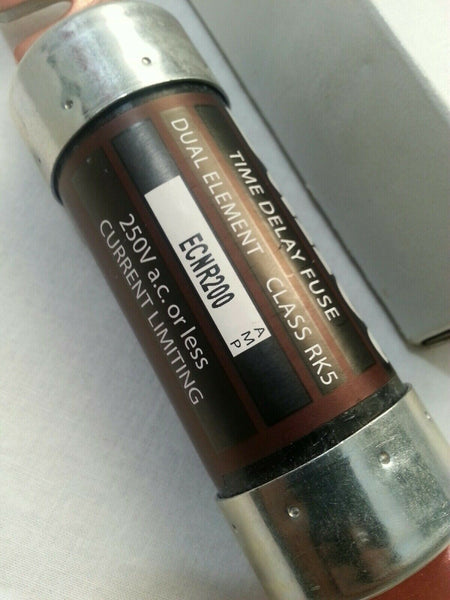 TIME DELAY FUSE
DUAL ELEMENT CLASS RK5
ECNR200
AMP
250V a.c. or less
CURRENT LIMITING